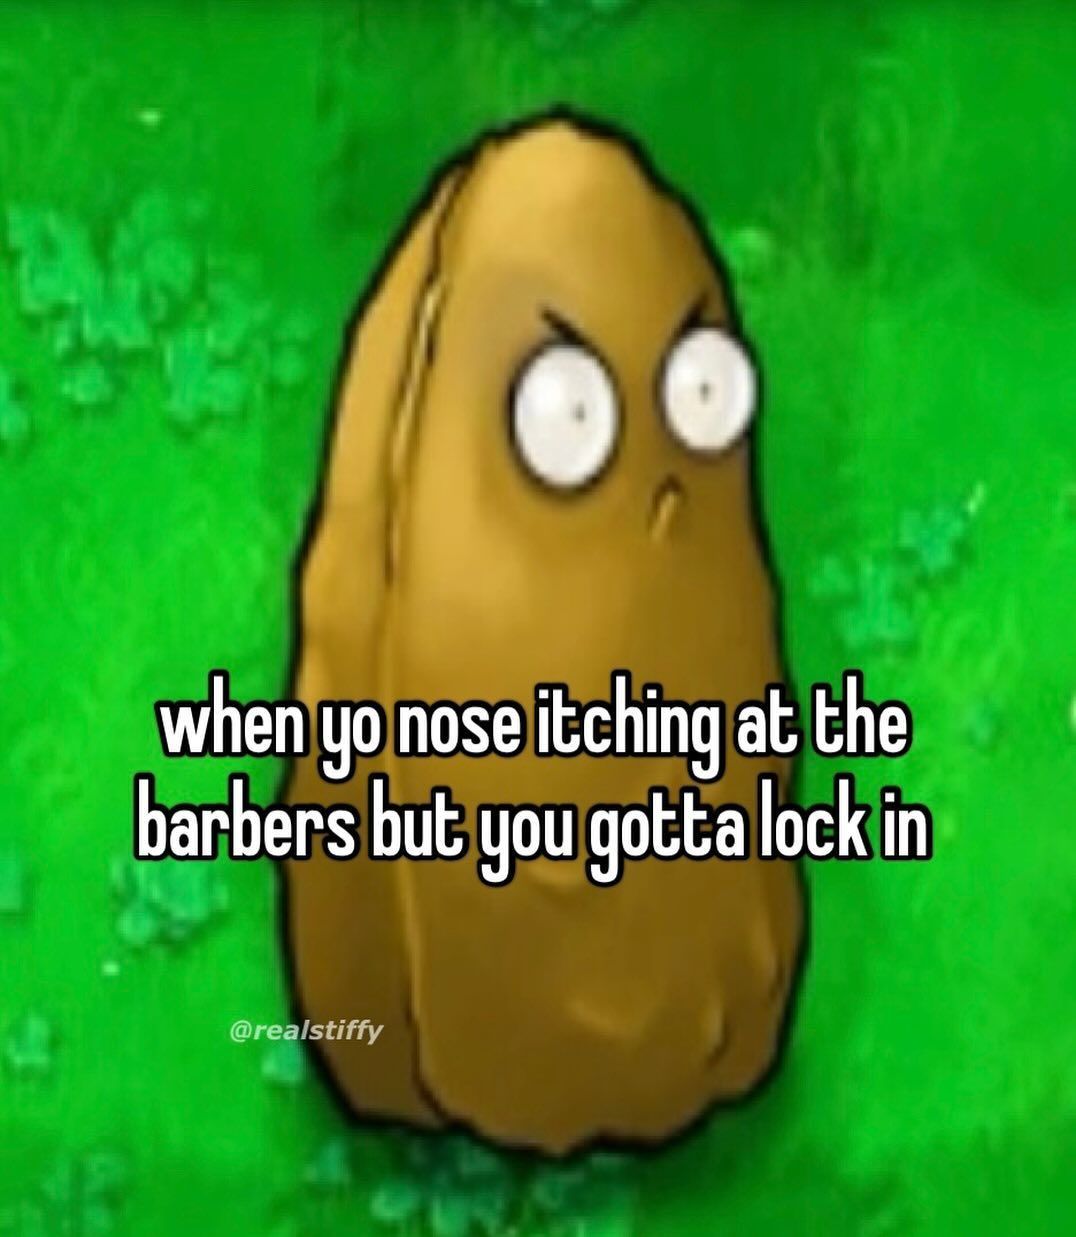 when yo nose itching at the
barbers but you gotta lock in
@realstiffy